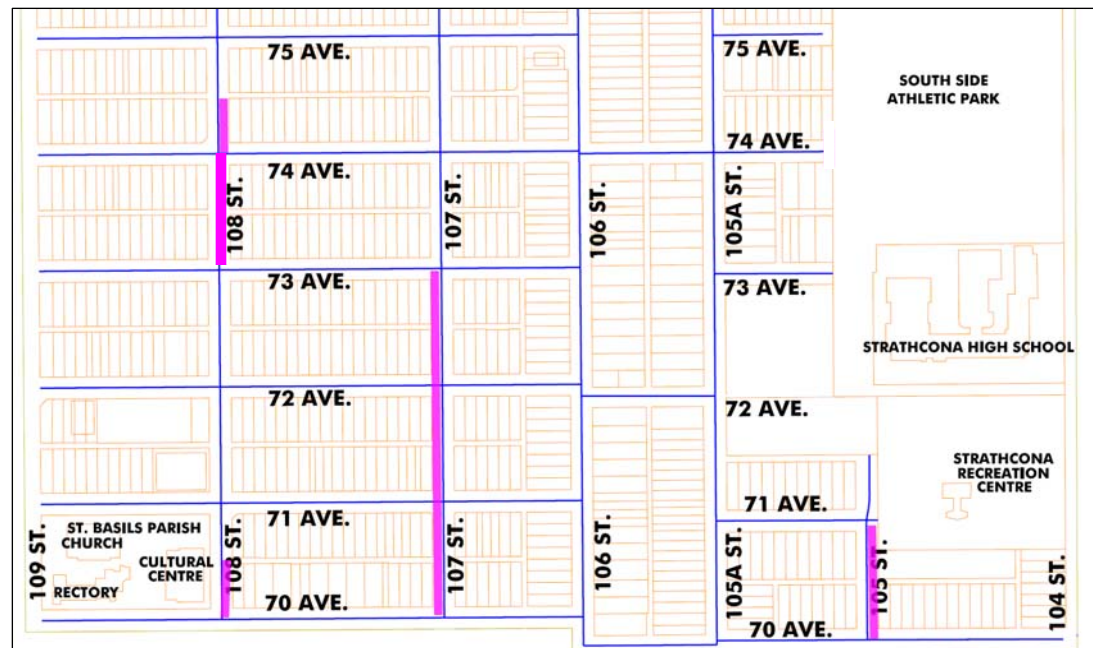 75 AVE.
75 AVE.
SOUTH SIDE
ATHLETIC PARK
74 AVE.
74 AVE.
108 ST.
107 ST.
106 ST.
105A ST.
73 AVE.
73 AVE.
STRATHCONA HIGH SCHOOL
72 AVE.
72 AVE.
STRATHCONA
RECREATION
CENTRE
71 AVE.
71 AVE.
109 ST.
ST. BASILS PARISH
CHURCH
CULTURAL
CENTRE
RECTORY
108 ST.
107 ST.
106 ST.
105A ST.
105 ST.
104 ST.
70 AVE.
70 AVE.